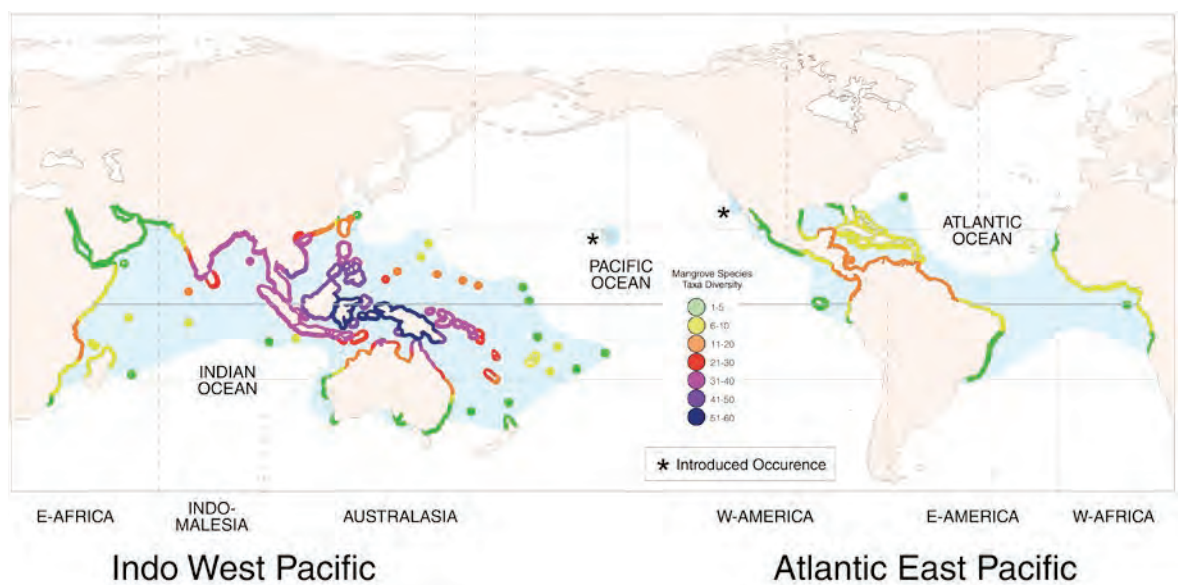 ATLANTIC
OCEAN
*
*
PACIFIC
OCEAN
INDIAN
OCEAN
Mangrove Species
Taxa Diversity
1-5
6-10
11-20
21-30
31-40
41-50
51-60
* Introduced Occurence
E-AFRICA
INDO-
MALESIA
AUSTRALASIA
W-AMERICA
E-AMERICA
W-AFRICA
Indo West Pacific
Atlantic East Pacific